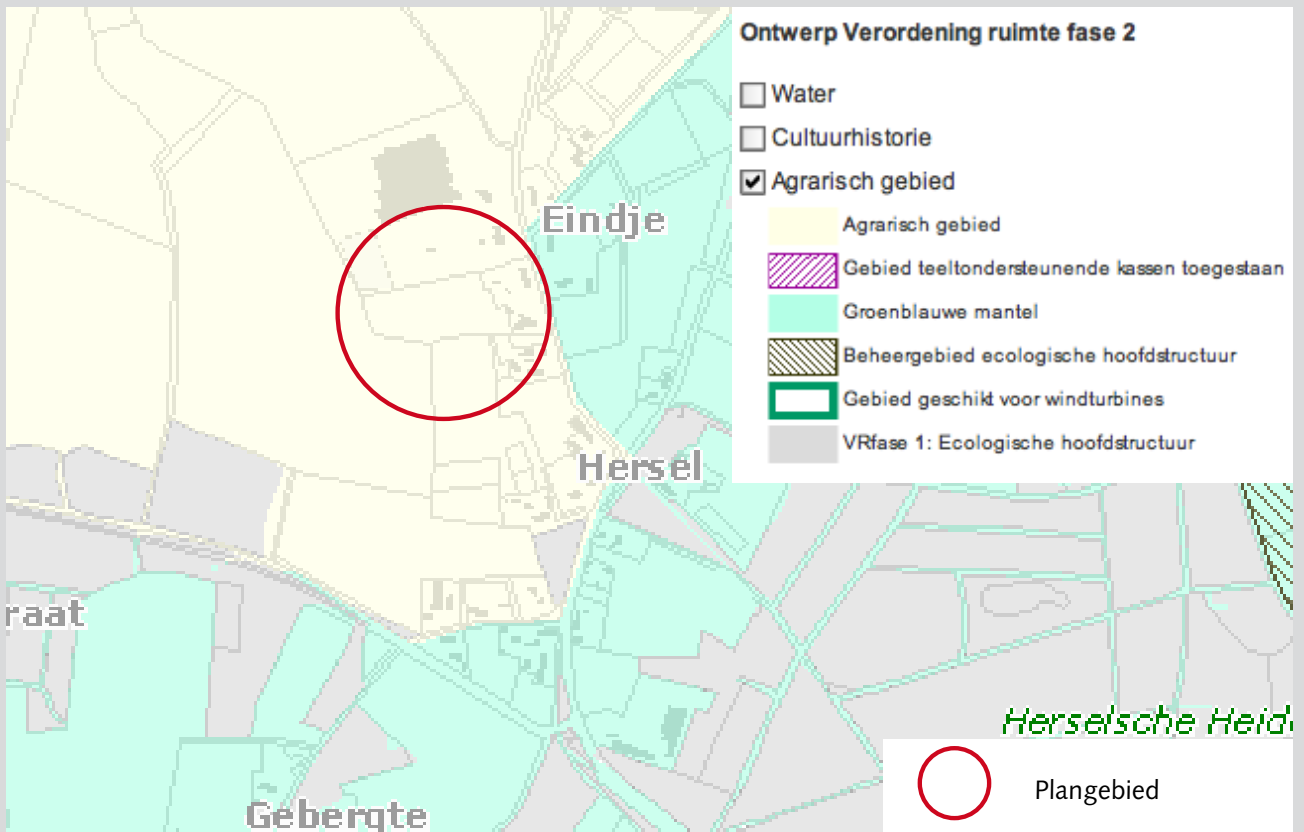 Ontwerp Verordening ruimte fase 2
Water
Cultuurhistorie
Agrarisch gebied
Agrarisch gebied
Gebied teeltondersteunende kassen toegestaan
Groenblauwe mantel
Beheergebied ecologische hoofdstructuur
Gebied geschikt voor windturbines
VRfase 1: Ecologische hoofdstructuur
Eindje
Hersel
raat
Herselsche Heid
Gebergte
Plangebied